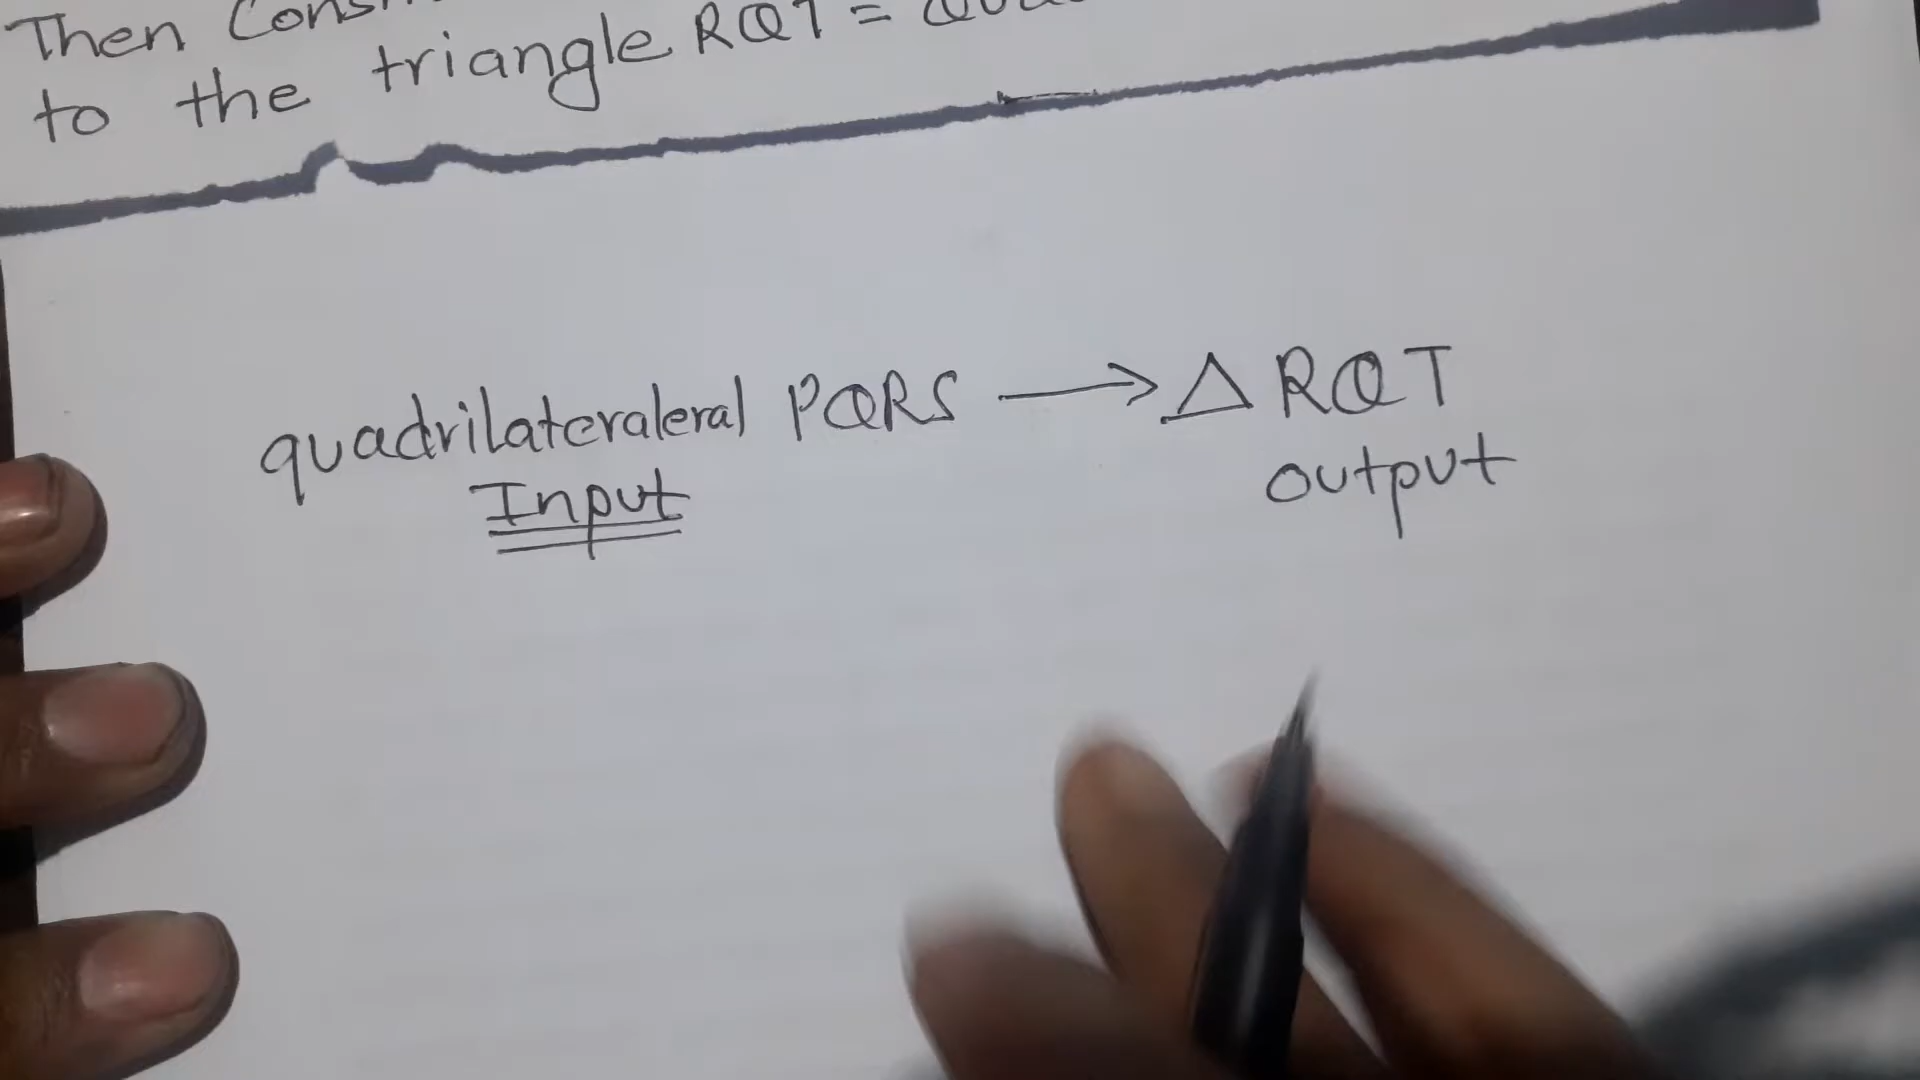 Then
to the triangle RQT =
quadrilateraleral PQRS → △ RQT
Input output